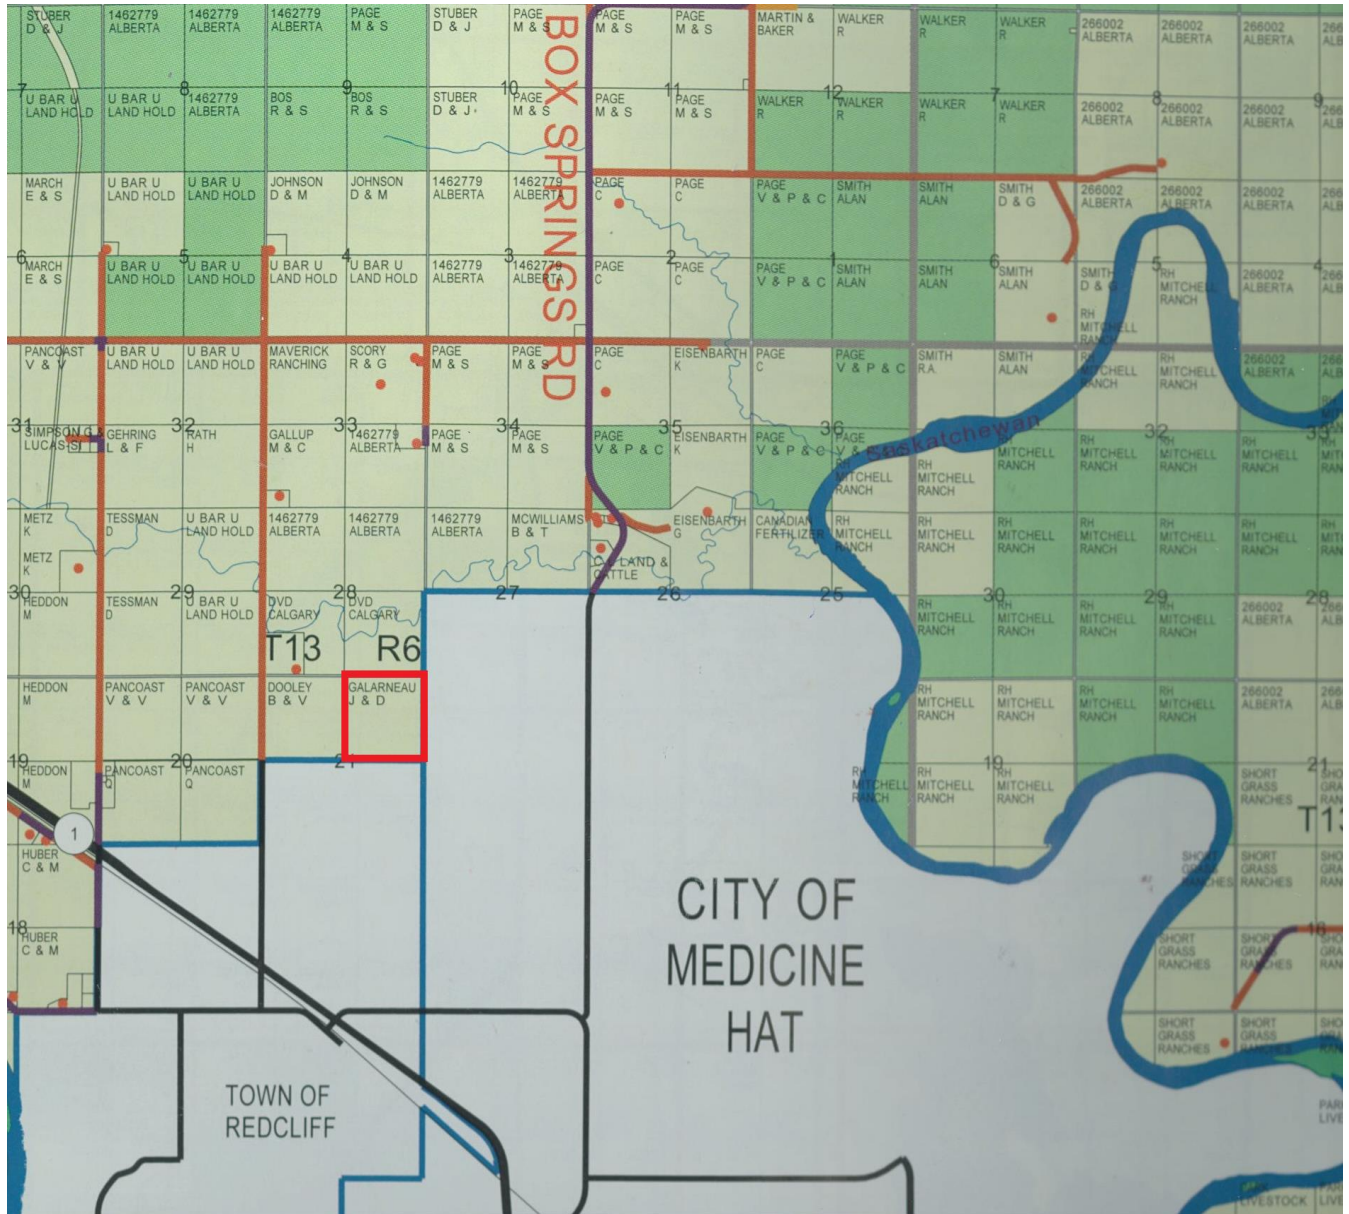 STUBER
D & J
1462779
ALBERTA
1462779
ALBERTA
PAGE
M & S
STUBER
D & J
PAGE
M & S
PAGE
M & S
PAGE
M & S
MARTIN &
BAKER
WALKER
R
WALKER
R
WALKER
R
266002
ALBERTA
266002
ALBERTA
266002
ALBERTA
BOX SPRINGS RD
7
8
9
10
11
12
7
8
9
U BAR U
LAND HOLD
U BAR U
LAND HOLD
1462779
ALBERTA
BOS
R & S
BOS
R & S
STUBER
D & J
PAGE
M & S
PAGE
M & S
PAGE
M & S
WALKER
R
WALKER
R
WALKER
R
WALKER
R
266002
ALBERTA
266002
ALBERTA
266002
ALBERTA
MARCH
E & S
U BAR U
LAND HOLD
U BAR U
LAND HOLD
JOHNSON
D & M
JOHNSON
D & M
1462779
ALBERTA
1462779
ALBERTA
PAGE
C
PAGE
C
PAGE
V & P & C
SMITH
ALAN
SMITH
ALAN
SMITH
D & G
266002
ALBERTA
266002
ALBERTA
266002
ALBERTA
6
5
4
3
2
1
6
5
4
MARCH
E & S
U BAR U
LAND HOLD
U BAR U
LAND HOLD
U BAR U
LAND HOLD
U BAR U
LAND HOLD
1462779
ALBERTA
1462779
ALBERTA
PAGE
C
PAGE
C
PAGE
V & P & C
SMITH
ALAN
SMITH
ALAN
SMITH
ALAN
SMITH
D & G
RH
MITCHELL
RANCH
RH
MITCHELL
RANCH
266002
ALBERTA
PANCOAST
V & V
U BAR U
LAND HOLD
U BAR U
LAND HOLD
MAVERICK
RANCHING
SCORY
R & G
PAGE
M & S
PAGE
M & S
PAGE
C
EISENBARTH
K
PAGE
C
PAGE
V & P & C
SMITH
R.A.
SMITH
ALAN
RH
MITCHELL
RANCH
RH
MITCHELL
RANCH
266002
ALBERTA
31
32
33
34
35
36
Saskatchewan
32
33
SIMPSON G &
LUCAS S
GEHRING
L & F
RATH
H
GALLUP
M & C
1462779
ALBERTA
PAGE
M & S
PAGE
M & S
PAGE
V & P & C
EISENBARTH
K
PAGE
V & P & C
PAGE
RH
MITCHELL
RANCH
RH
MITCHELL
RANCH
RH
MITCHELL
RANCH
RH
MITCHELL
RANCH
RH
MITCHELL
RANCH
RH
MITCHELL
RANCH
METZ
K
METZ
K
TESSMAN
D
U BAR U
LAND HOLD
1462779
ALBERTA
1462779
ALBERTA
1462779
ALBERTA
MCWILLIAMS
B & T
LAND &
CATTLE
EISENBARTH
G
CANADIAN
FERTILIZER
RH
MITCHELL
RANCH
RH
MITCHELL
RANCH
RH
MITCHELL
RANCH
RH
MITCHELL
RANCH
RH
MITCHELL
RANCH
RH
MITCHELL
RANCH
30
29
28
27
26
25
30
29
28
HEDDON
M
TESSMAN
D
U BAR U
LAND HOLD
DVD
CALGARY
DVD
CALGARY
RH
MITCHELL
RANCH
RH
MITCHELL
RANCH
RH
MITCHELL
RANCH
RH
MITCHELL
RANCH
266002
ALBERTA
T13 R6
HEDDON
M
PANCOAST
V & V
PANCOAST
V & V
DOOLEY
B & V
GALARNEAU
J & D
RH
MITCHELL
RANCH
RH
MITCHELL
RANCH
RH
MITCHELL
RANCH
RH
MITCHELL
RANCH
266002
ALBERTA
19
20
21
19
21
HEDDON
M
PANCOAST
Q
PANCOAST
Q
RH
MITCHELL
RANCH
RH
MITCHELL
RANCH
RH
MITCHELL
RANCH
SHORT
GRASS
RANCHES
T13
1
HUBER
C & M
SHORT
GRASS
RANCHES
SHORT
GRASS
RANCHES
18
HUBER
C & M
CITY OF
MEDICINE
HAT
18
SHORT
GRASS
RANCHES
SHORT
GRASS
RANCHES
SHORT
GRASS
RANCHES
SHORT
GRASS
RANCHES
TOWN OF
REDCLIFF
LIVESTOCK